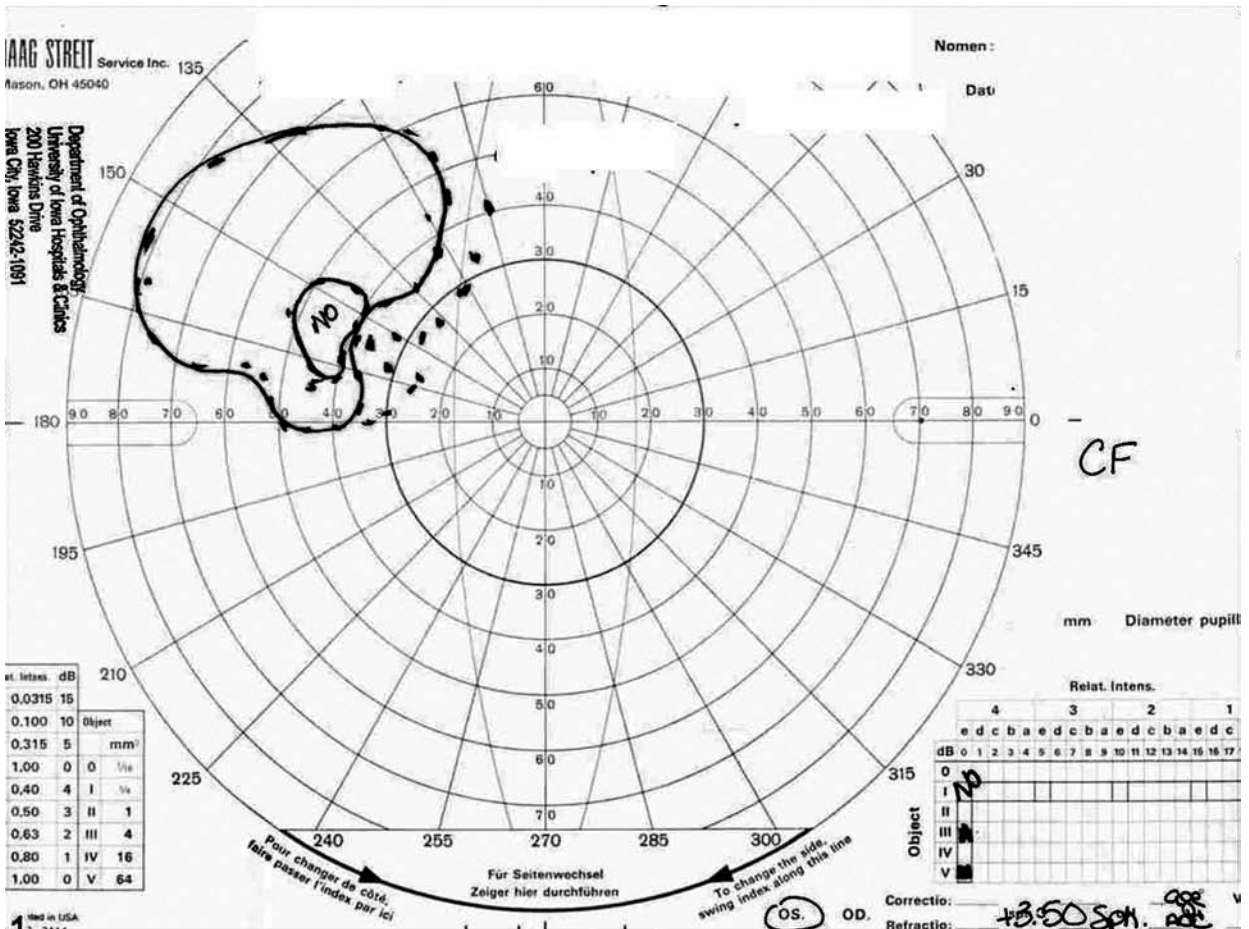 AAG STREIT Service Inc.
Mason, OH 45040
Nomen :
Department of Ophthalmology
University of Iowa Hospitals & Clinics
200 Hawkins Drive
Iowa City, Iowa 52242-1091
135
150
30
15
180
0
CF
195
345
210
330
225
315
240
255
270
285
300
60
40
30
20
10
90 80 70 60 50 40 30 20 10 10 20 30 40 50 60 70 80 90
10
20
30
40
50
60
70
NO
mm Diameter pupill
Intens. dB
0.0315 15
0.100 10 Object
0.315 5 mm²
1.00 0 0 1/16
0.40 4 I 1/4
0.50 3 II 1
0.63 2 III 4
0.80 1 IV 16
1.00 0 V 64
Relat. Intens.
4 3 2 1
e d c b a e d c b a e d c b a e d c
dB 0 1 2 3 4 5 6 7 8 9 10 11 12 13 14 15 16 17
Object
0
I
II
III
IV
V
NO
Pour changer de côté,
faire passer l'index par ici
Für Seitenwechsel
Zeiger hier durchführen
To change the side,
swing index along this line
OS. OD.
Correctio:
Refractio: +3.50 Sph.
in USA